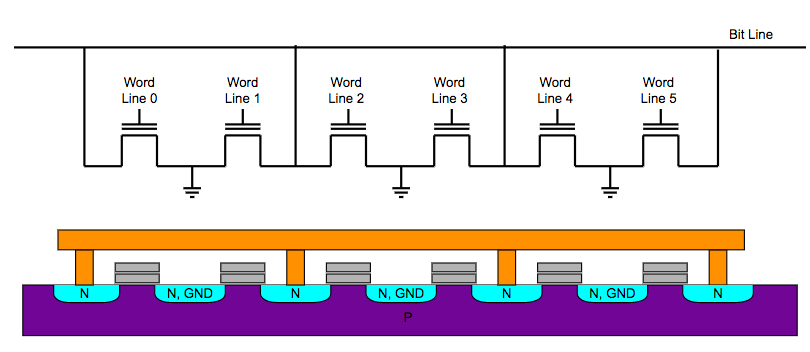 Bit Line
Word
Line 0
Word
Line 1
Word
Line 2
Word
Line 3
Word
Line 4
Word
Line 5
N
N, GND
N
N, GND
N
N, GND
N
P